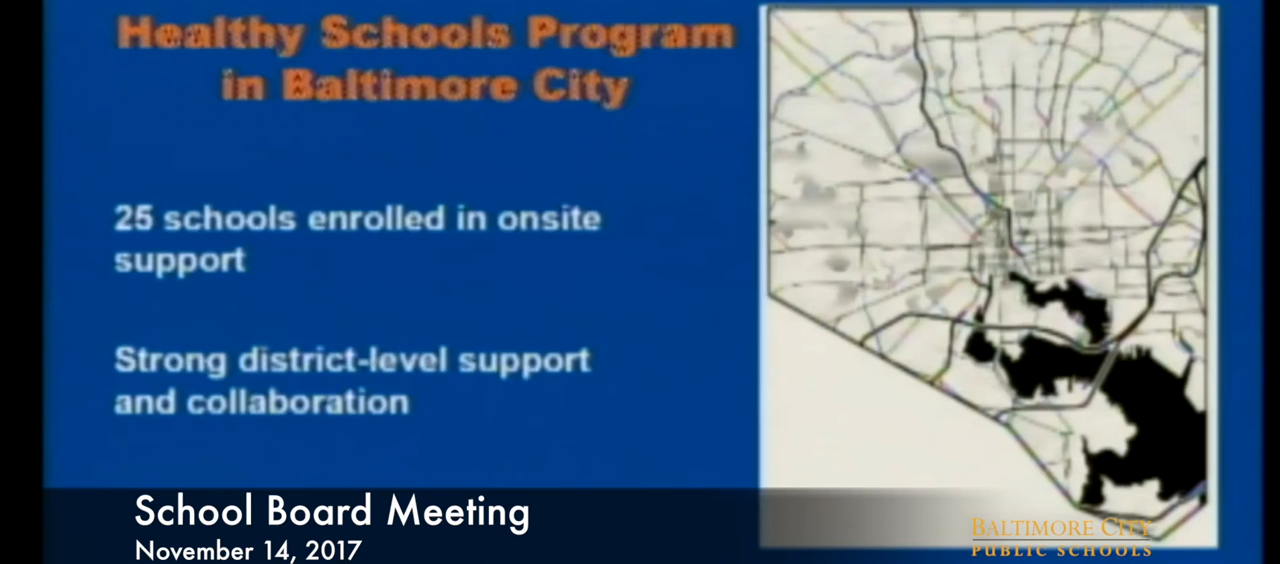 Healthy Schools Program
in Baltimore City
25 schools enrolled in onsite
support
Strong district-level support
and collaboration
School Board Meeting
November 14, 2017
BALTIMORE CITY
PUBLIC SCHOOLS